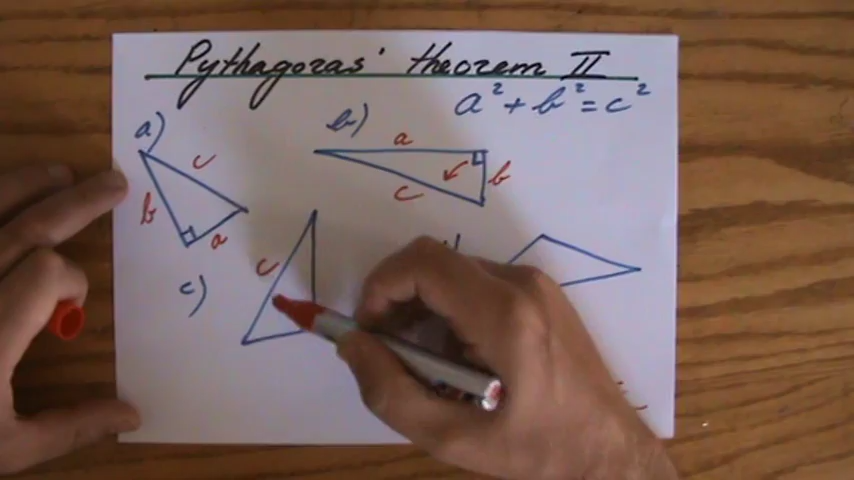 Pythagoras' theorem II
a² + b² = c²
a)
c
b
a
b)
a
b
c
c)
c